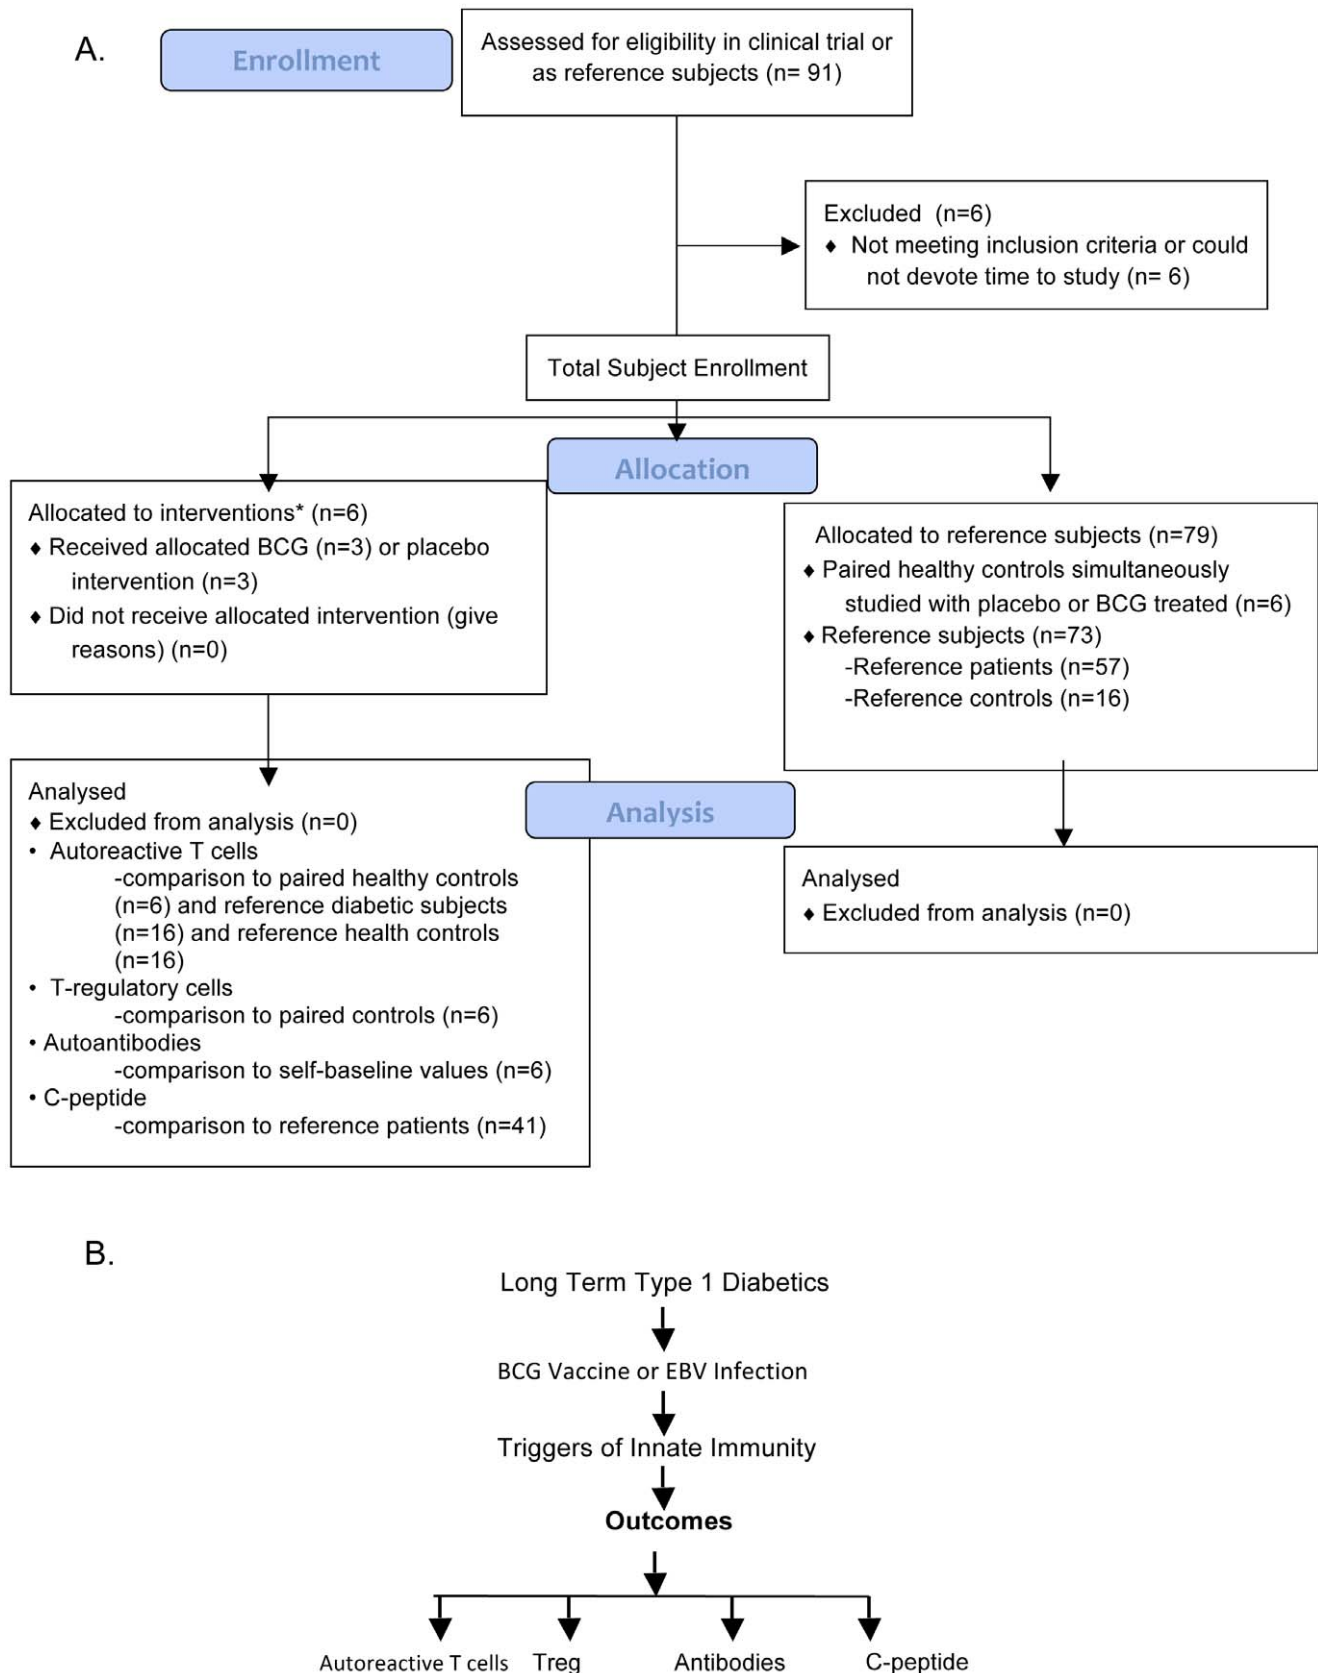 A.
Enrollment
Assessed for eligibility in clinical trial or
as reference subjects (n= 91)
Excluded (n=6)
♦ Not meeting inclusion criteria or could
not devote time to study (n= 6)
Total Subject Enrollment
Allocation
Allocated to interventions* (n=6)
♦ Received allocated BCG (n=3) or placebo
intervention (n=3)
♦ Did not receive allocated intervention (give
reasons) (n=0)
Allocated to reference subjects (n=79)
♦ Paired healthy controls simultaneously
studied with placebo or BCG treated (n=6)
♦ Reference subjects (n=73)
-Reference patients (n=57)
-Reference controls (n=16)
Analysis
Analysed
♦ Excluded from analysis (n=0)
• Autoreactive T cells
-comparison to paired healthy controls
(n=6) and reference diabetic subjects
(n=16) and reference health controls
(n=16)
• T-regulatory cells
-comparison to paired controls (n=6)
• Autoantibodies
-comparison to self-baseline values (n=6)
• C-peptide
-comparison to reference patients (n=41)
Analysed
♦ Excluded from analysis (n=0)
B.
Long Term Type 1 Diabetics
BCG Vaccine or EBV Infection
Triggers of Innate Immunity
Outcomes
Autoreactive T cells Treg Antibodies C-peptide